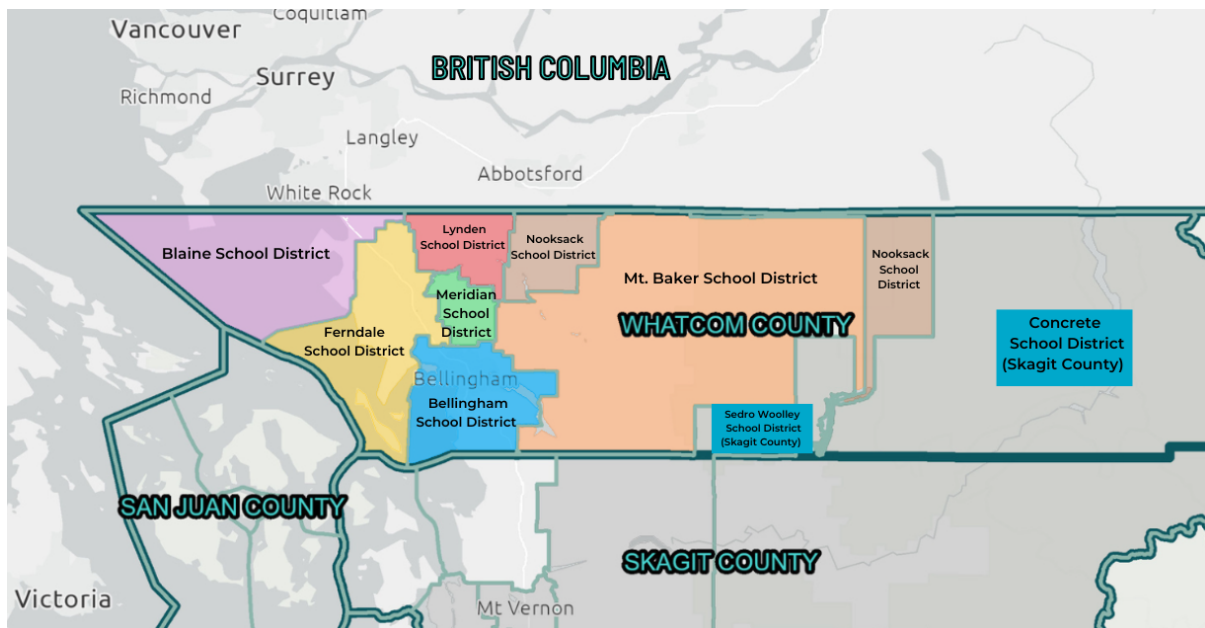 Coquitlam
Vancouver
BRITISH COLUMBIA
Surrey
Richmond
Langley
Abbotsford
White Rock
Blaine School District
Lynden
School District
Nooksack
School District
Mt. Baker School District
Nooksack
School
District
Meridian
School
District
Ferndale
School District
WHATCOM COUNTY
Concrete
School District
(Skagit County)
Bellingham
Bellingham
School District
Sedro Woolley
School District
(Skagit County)
SAN JUAN COUNTY
SKAGIT COUNTY
Victoria
Mt Vernon